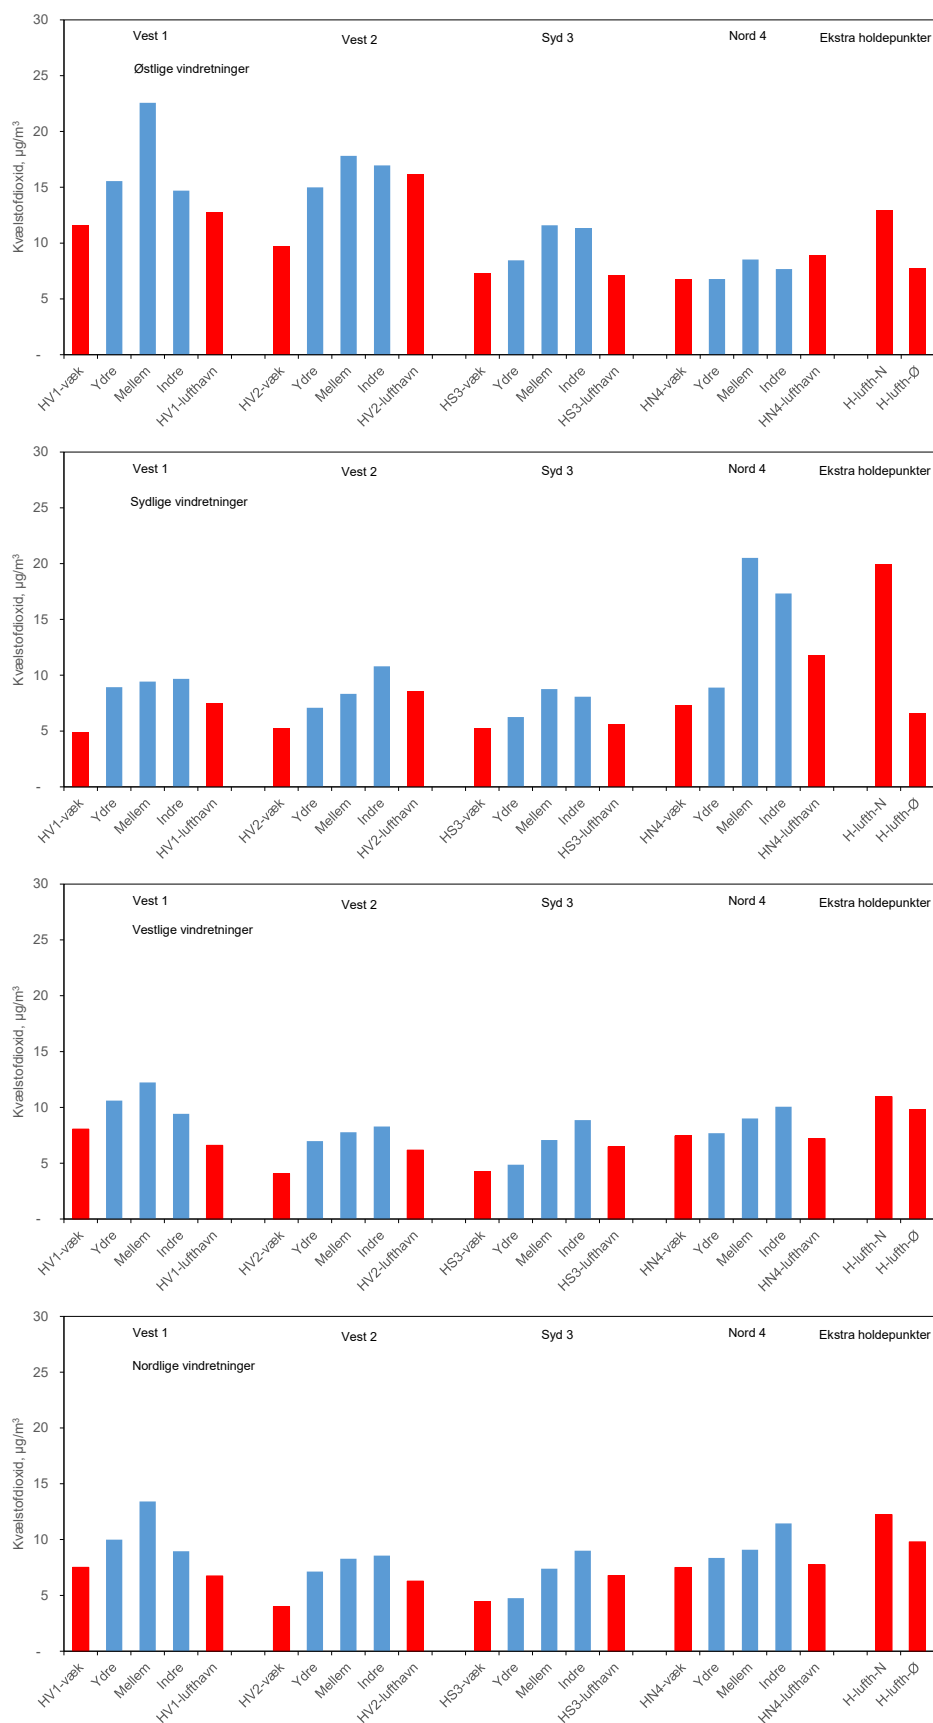 30
Vest 1
Vest 2
Syd 3
Nord 4
Ekstra holdepunkter
Østlige vindretninger
25
20
15
10
5
-
Kvælstofdioxid, µg/m³
HV1-væk
Ydre
Mellem
Indre
HV1-lufthavn
HV2-væk
Ydre
Mellem
Indre
HV2-lufthavn
HS3-væk
Ydre
Mellem
Indre
HS3-lufthavn
HN4-væk
Ydre
Mellem
Indre
HN4-lufthavn
H-lufth-N
H-lufth-Ø
30
Vest 1
Vest 2
Syd 3
Nord 4
Ekstra holdepunkter
Sydlige vindretninger
25
20
15
10
5
-
Kvælstofdioxid, µg/m³
HV1-væk
Ydre
Mellem
Indre
HV1-lufthavn
HV2-væk
Ydre
Mellem
Indre
HV2-lufthavn
HS3-væk
Ydre
Mellem
Indre
HS3-lufthavn
HN4-væk
Ydre
Mellem
Indre
HN4-lufthavn
H-lufth-N
H-lufth-Ø
30
Vest 1
Vest 2
Syd 3
Nord 4
Ekstra holdepunkter
Vestlige vindretninger
25
20
15
10
5
-
Kvælstofdioxid, µg/m³
HV1-væk
Ydre
Mellem
Indre
HV1-lufthavn
HV2-væk
Ydre
Mellem
Indre
HV2-lufthavn
HS3-væk
Ydre
Mellem
Indre
HS3-lufthavn
HN4-væk
Ydre
Mellem
Indre
HN4-lufthavn
H-lufth-N
H-lufth-Ø
30
Vest 1
Vest 2
Syd 3
Nord 4
Ekstra holdepunkter
Nordlige vindretninger
25
20
15
10
5
-
Kvælstofdioxid, µg/m³
HV1-væk
Ydre
Mellem
Indre
HV1-lufthavn
HV2-væk
Ydre
Mellem
Indre
HV2-lufthavn
HS3-væk
Ydre
Mellem
Indre
HS3-lufthavn
HN4-væk
Ydre
Mellem
Indre
HN4-lufthavn
H-lufth-N
H-lufth-Ø